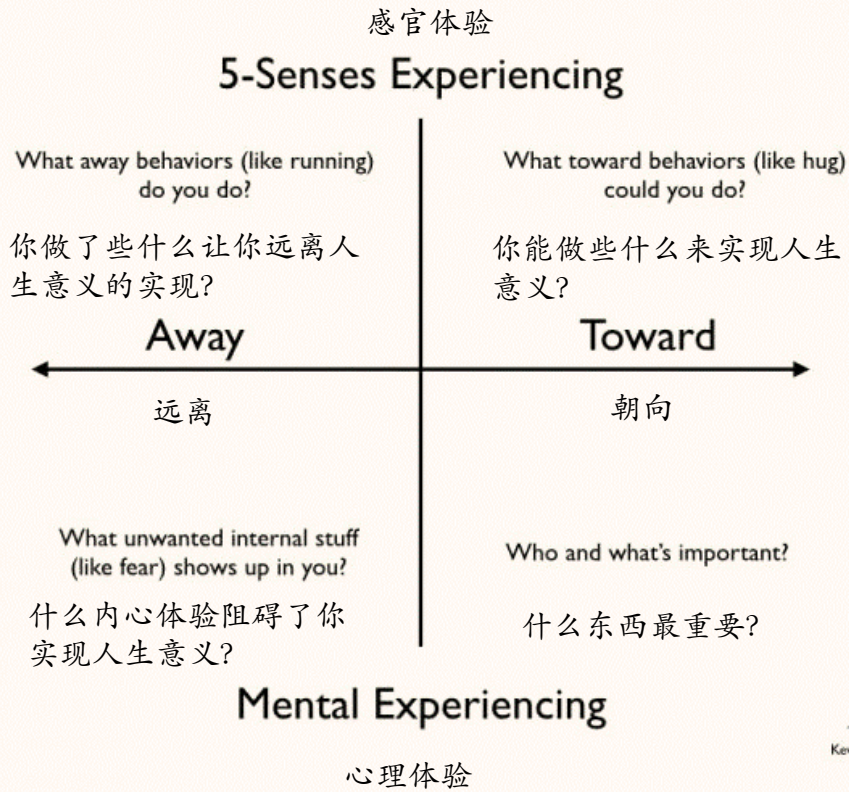 感官体验
5-Senses Experiencing
What away behaviors (like running)
do you do?
你做了些什么让你远离人
生意义的实现?
What toward behaviors (like hug)
could you do?
你能做些什么来实现人生
意义?
Away
Toward
远离
朝向
What unwanted internal stuff
(like fear) shows up in you?
什么内心体验阻碍了你
实现人生意义?
Who and what's important?
什么东西最重要?
Mental Experiencing
心理体验